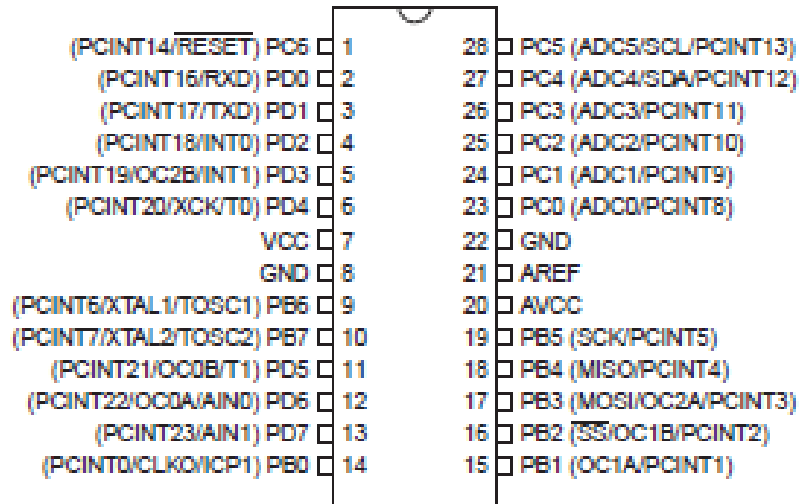 (PCINT14/RESET) PC6 1 28 PC5 (ADC5/SCL/PCINT13)
(PCINT16/RXD) PD0 2 27 PC4 (ADC4/SDA/PCINT12)
(PCINT17/TXD) PD1 3 26 PC3 (ADC3/PCINT11)
(PCINT18/INT0) PD2 4 25 PC2 (ADC2/PCINT10)
(PCINT19/OC2B/INT1) PD3 5 24 PC1 (ADC1/PCINT9)
(PCINT20/XCK/T0) PD4 6 23 PC0 (ADC0/PCINT8)
VCC 7 22 GND
GND 8 21 AREF
(PCINT6/XTAL1/TOSC1) PB6 9 20 AVCC
(PCINT7/XTAL2/TOSC2) PB7 10 19 PB5 (SCK/PCINT5)
(PCINT21/OC0B/T1) PD5 11 18 PB4 (MISO/PCINT4)
(PCINT22/OC0A/AIN0) PD6 12 17 PB3 (MOSI/OC2A/PCINT3)
(PCINT23/AIN1) PD7 13 16 PB2 (SS/OC1B/PCINT2)
(PCINT0/CLKO/ICP1) PB0 14 15 PB1 (OC1A/PCINT1)